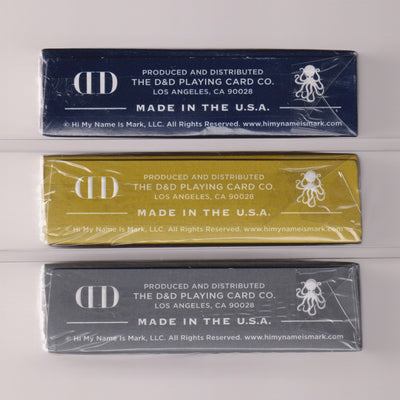 DD
PRODUCED AND DISTRIBUTED
THE D&D PLAYING CARD CO.
LOS ANGELES, CA 90028
MADE IN THE U.S.A.
© Hi My Name Is Mark, LLC. All Rights Reserved. www.himynameismark.com
DD
PRODUCED AND DISTRIBUTED
THE D&D PLAYING CARD CO.
LOS ANGELES, CA 90028
MADE IN THE U.S.A.
© Hi My Name Is Mark, LLC. All Rights Reserved. www.himynameismark.com
DD
PRODUCED AND DISTRIBUTED
THE D&D PLAYING CARD CO.
LOS ANGELES, CA 90028
MADE IN THE U.S.A.
© Hi My Name Is Mark, LLC. All Rights Reserved. www.himynameismark.com